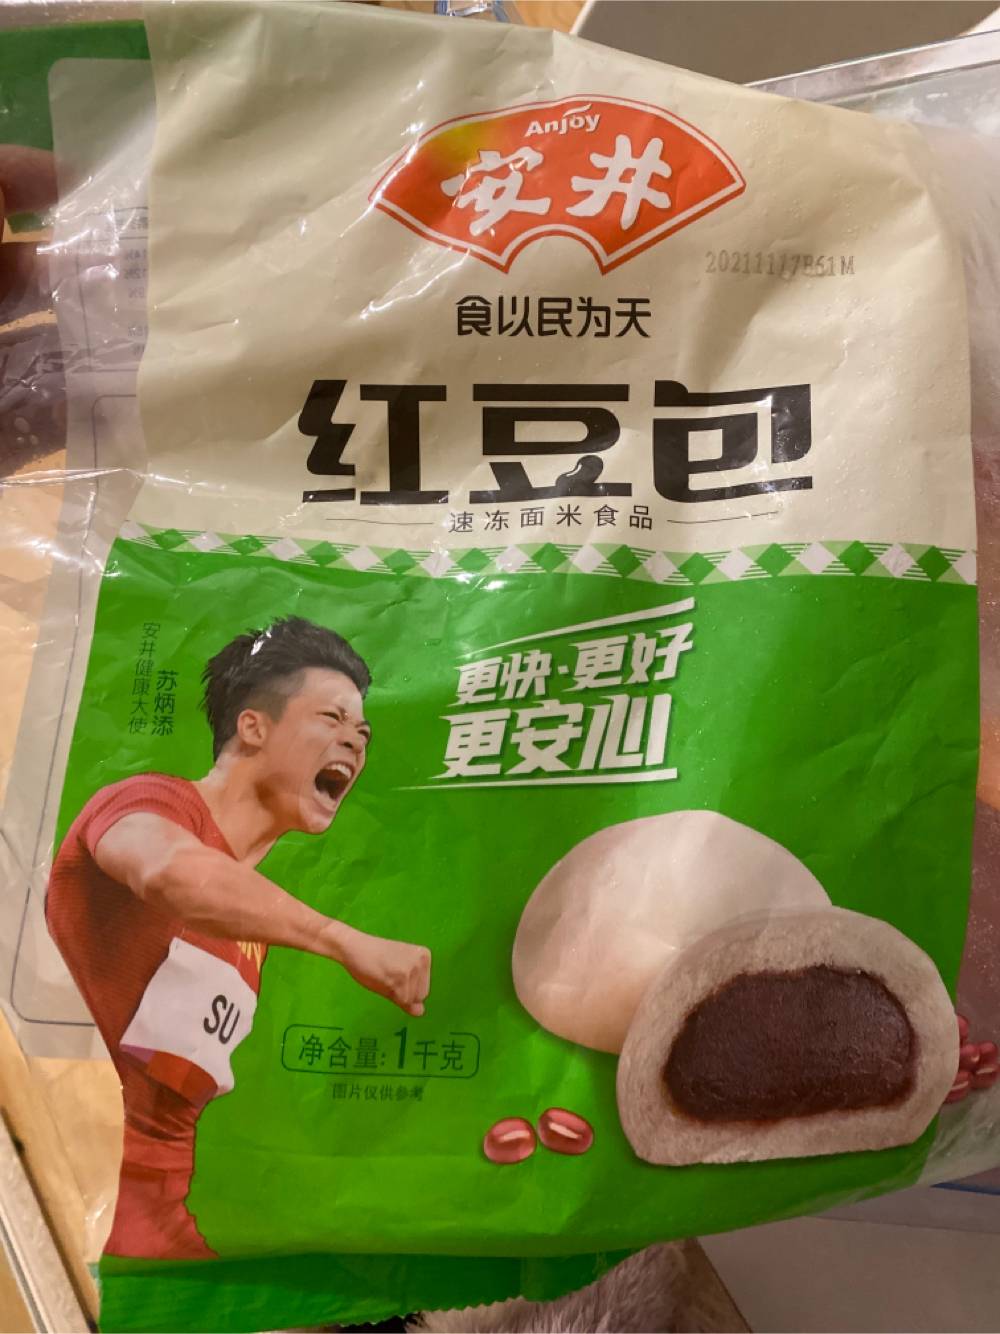 Anjoy
安井
20211117B61M
食以民为天
红豆包
速冻面米食品
安井健康大使
苏炳添
更快·更好
更安心
SU
净含量:1千克
图片仅供参考